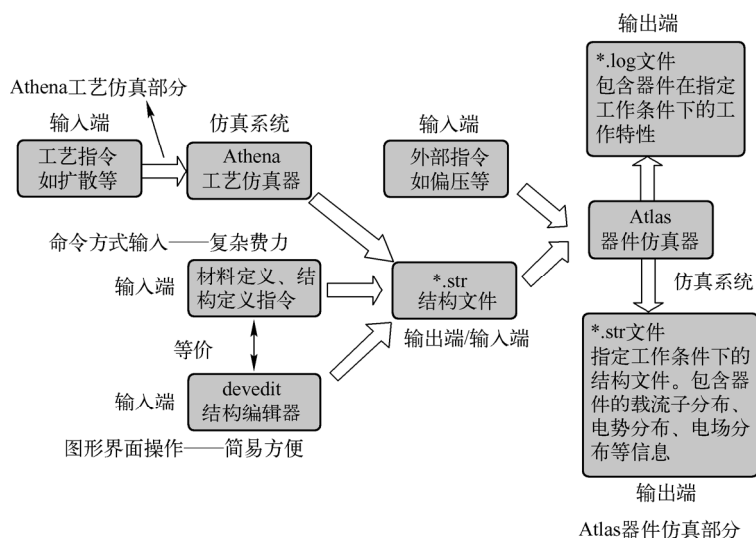 输出端
*.log文件
包含器件在指定
工作条件下的工
作特性
Athena工艺仿真部分
输入端
工艺指令
如扩散等
仿真系统
Athena
工艺仿真器
输入端
外部指令
如偏压等
Atlas
器件仿真器
命令方式输入——复杂费力
输入端
材料定义、结
构定义指令
*.str
结构文件
输出端/输入端
仿真系统
等价
输入端
devedit
结构编辑器
图形界面操作——简易方便
*.str文件
指定工作条件下的
结构文件。包含器
件的载流子分布、
电势分布、电场分
布等信息
输出端
Atlas器件仿真部分